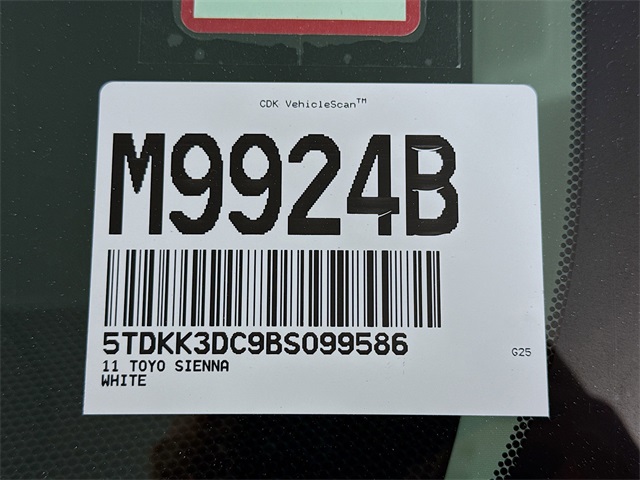 CDK VehicleScan™
M9924B
5TDKK3DC9BS099586
11 TOYO SIENNA
WHITE
G25